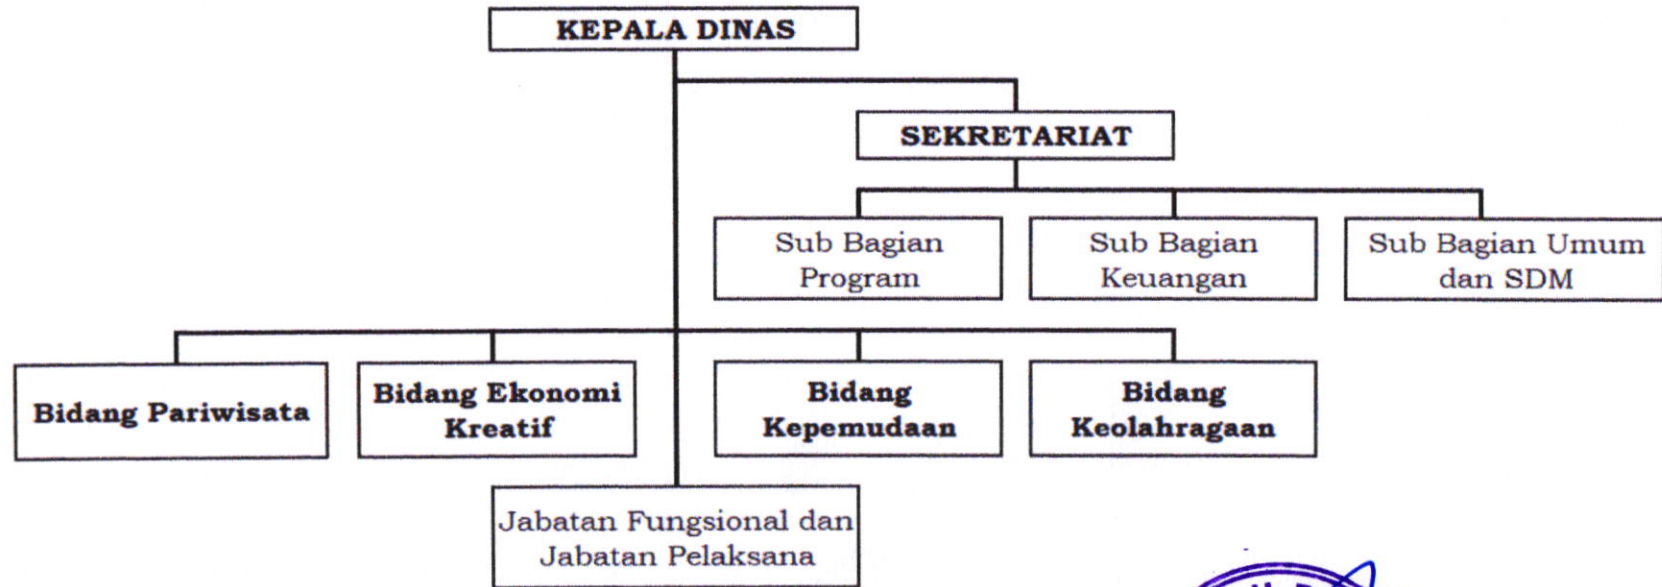 KEPALA DINAS
SEKRETARIAT
Sub Bagian
Program
Sub Bagian
Keuangan
Sub Bagian Umum
dan SDM
Bidang Pariwisata
Bidang Ekonomi
Kreatif
Bidang
Kepemudaan
Bidang
Keolahragaan
Jabatan Fungsional dan
Jabatan Pelaksana